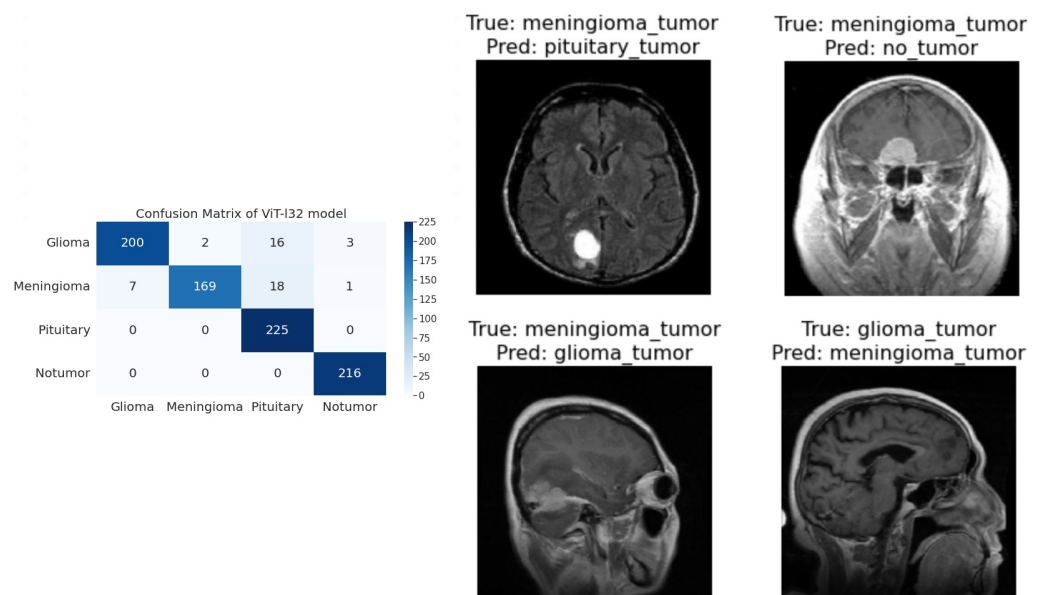 True: meningioma_tumor
Pred: pituitary_tumor
True: meningioma_tumor
Pred: no_tumor
Confusion Matrix of ViT-l32 model
Glioma 200 2 16 3
Meningioma 7 169 18 1
Pituitary 0 0 225 0
Notumor 0 0 0 216
Glioma Meningioma Pituitary Notumor
225
200
175
150
125
100
75
50
25
0
True: meningioma_tumor
Pred: glioma_tumor
True: glioma_tumor
Pred: meningioma_tumor